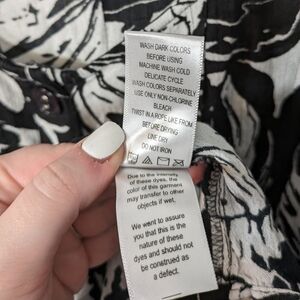 WASH DARK COLORS
BEFORE USING
MACHINE WASH COLD
DELICATE CYCLE
WASH COLORS SEPARATELY
USE ONLY NON-CHLORINE
BLEACH
TWIST IN A ROPE LIKE FROM
BEFORE DRYING
LINE DRY
DO NOT IRON
Due to the intensity
of these dyes, the
color of this garment
may transfer to other
objects if wet.
We want to assure
you that this is the
nature of these
dyes and should not
be construed as
a defect.